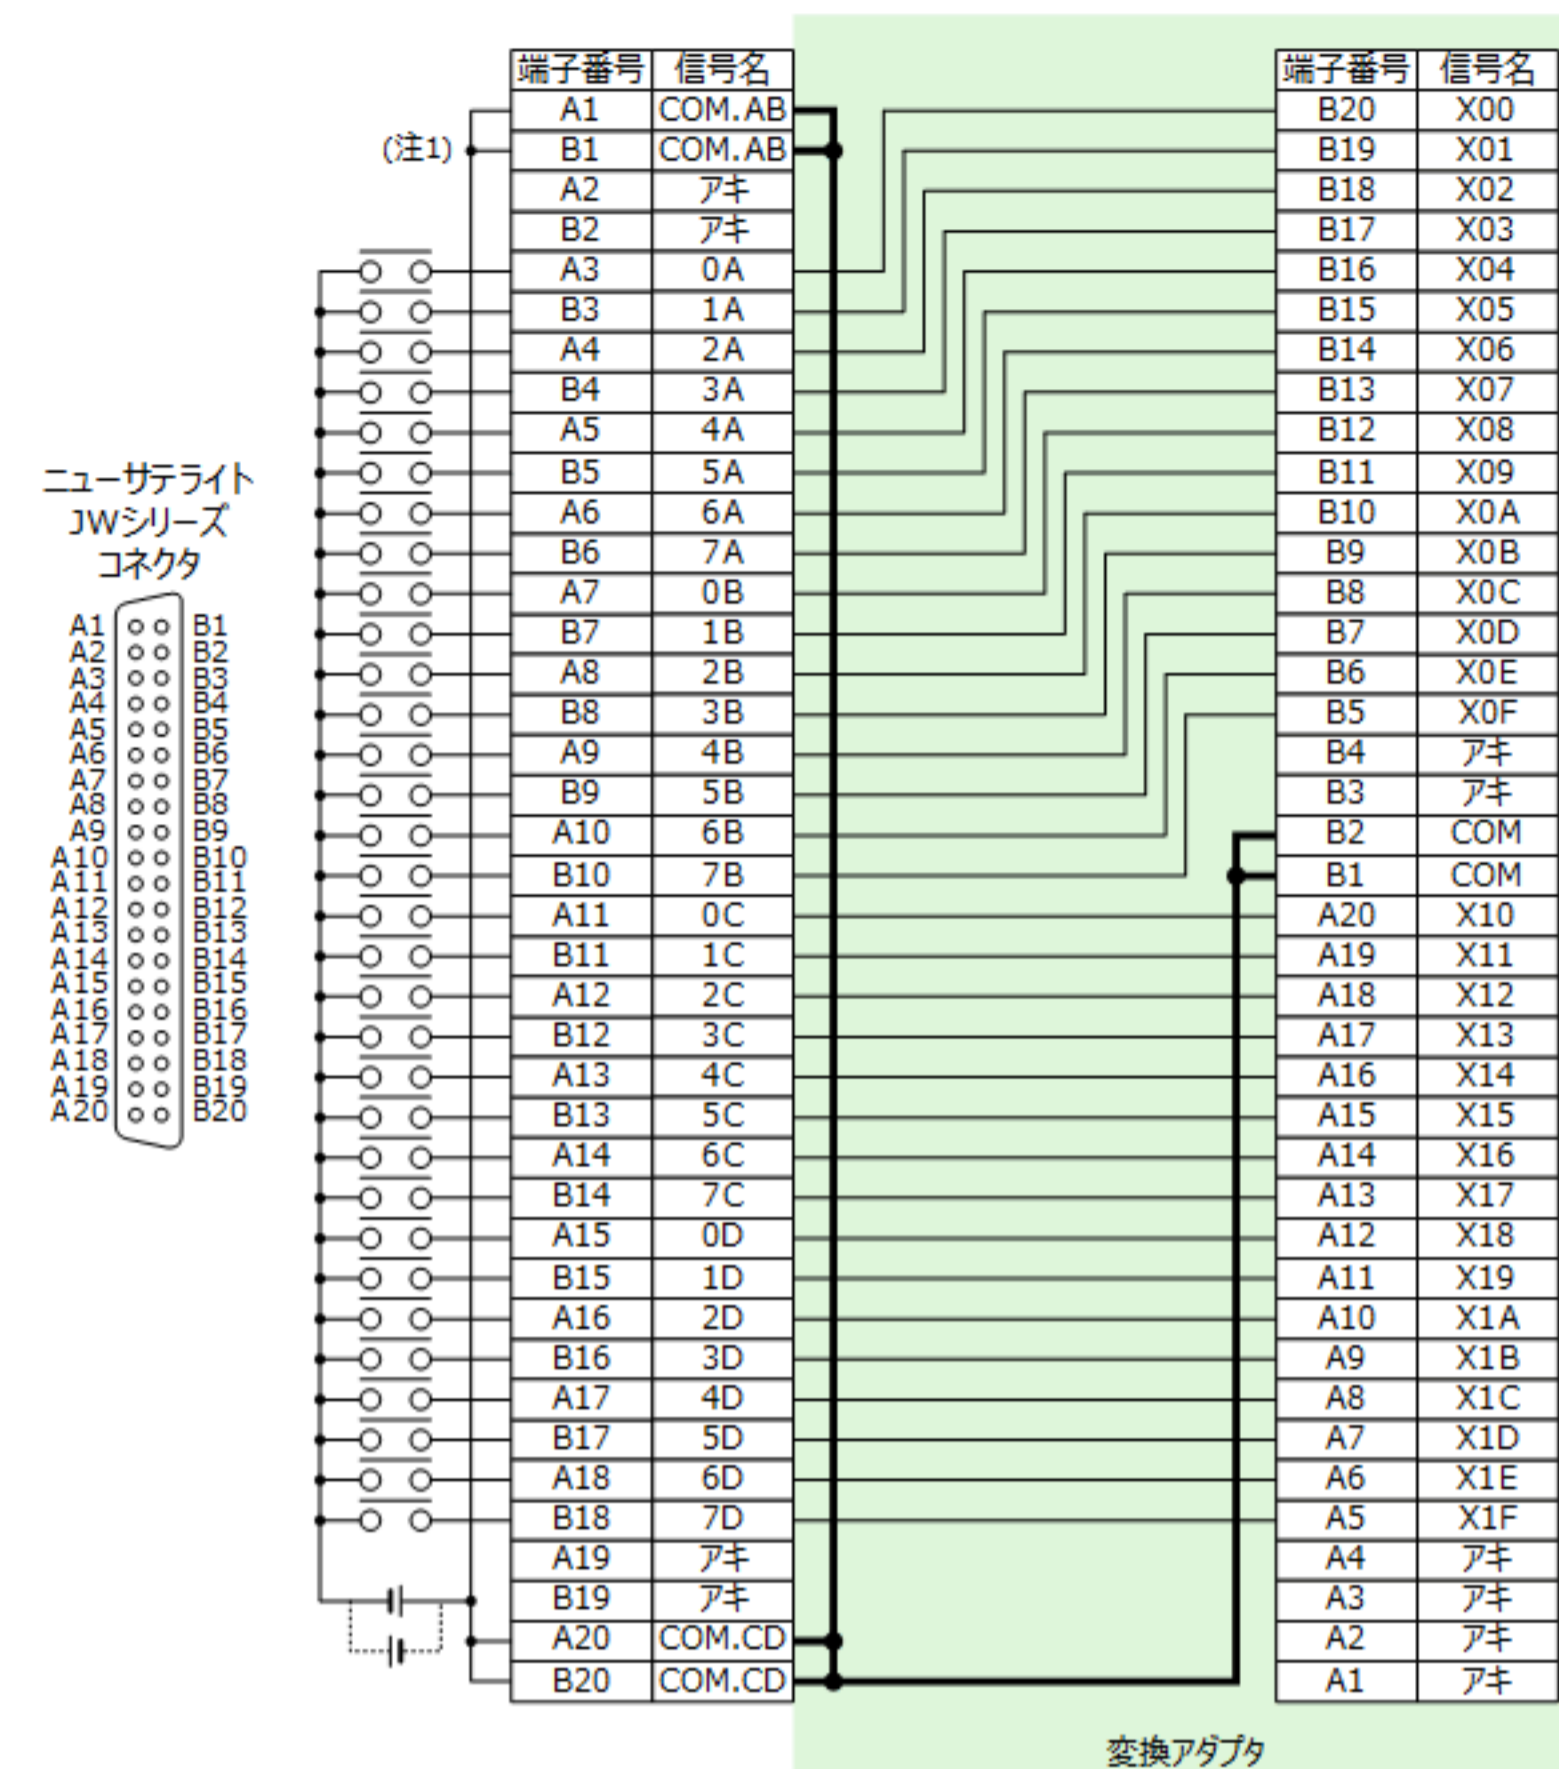 端子番号 信号名 端子番号 信号名
A1 COM.AB B20 X00
(注1) B1 COM.AB B19 X01
A2 アキ B18 X02
B2 アキ B17 X03
A3 0A B16 X04
B3 1A B15 X05
A4 2A B14 X06
B4 3A B13 X07
A5 4A B12 X08
B5 5A B11 X09
A6 6A B10 X0A
B6 7A B9 X0B
A7 0B B8 X0C
B7 1B B7 X0D
A8 2B B6 X0E
B8 3B B5 X0F
A9 4B B4 アキ
B9 5B B3 アキ
A10 6B B2 COM
B10 7B B1 COM
A11 0C A20 X10
B11 1C A19 X11
A12 2C A18 X12
B12 3C A17 X13
A13 4C A16 X14
B13 5C A15 X15
A14 6C A14 X16
B14 7C A13 X17
A15 0D A12 X18
B15 1D A11 X19
A16 2D A10 X1A
B16 3D A9 X1B
A17 4D A8 X1C
B17 5D A7 X1D
A18 6D A6 X1E
B18 7D A5 X1F
A19 アキ A4 アキ
B19 アキ A3 アキ
A20 COM.CD A2 アキ
B20 COM.CD A1 アキ
ニューサテライト
JWシリーズ
コネクタ
A1 B1
A2 B2
A3 B3
A4 B4
A5 B5
A6 B6
A7 B7
A8 B8
A9 B9
A10 B10
A11 B11
A12 B12
A13 B13
A14 B14
A15 B15
A16 B16
A17 B17
A18 B18
A19 B19
A20 B20
変換アダプタ